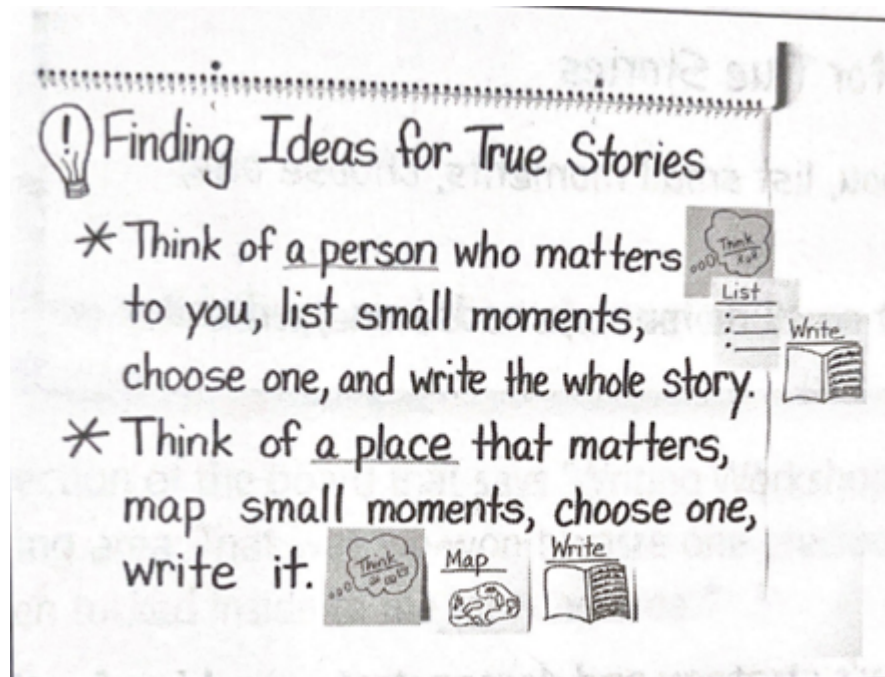 Finding Ideas for True Stories
* Think of a person who matters
Think
to you, list small moments,
List
Write
choose one, and write the whole story.
* Think of a place that matters,
map small moments, choose one,
write it.
Think
Map
Write